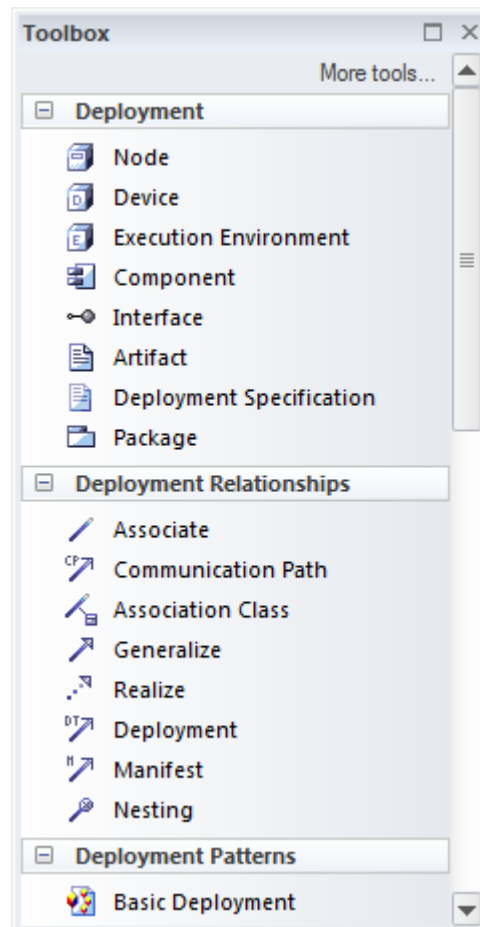 Toolbox
More tools...
Deployment
Node
Device
Execution Environment
Component
Interface
Artifact
Deployment Specification
Package
Deployment Relationships
Associate
Communication Path
Association Class
Generalize
Realize
Deployment
Manifest
Nesting
Deployment Patterns
Basic Deployment